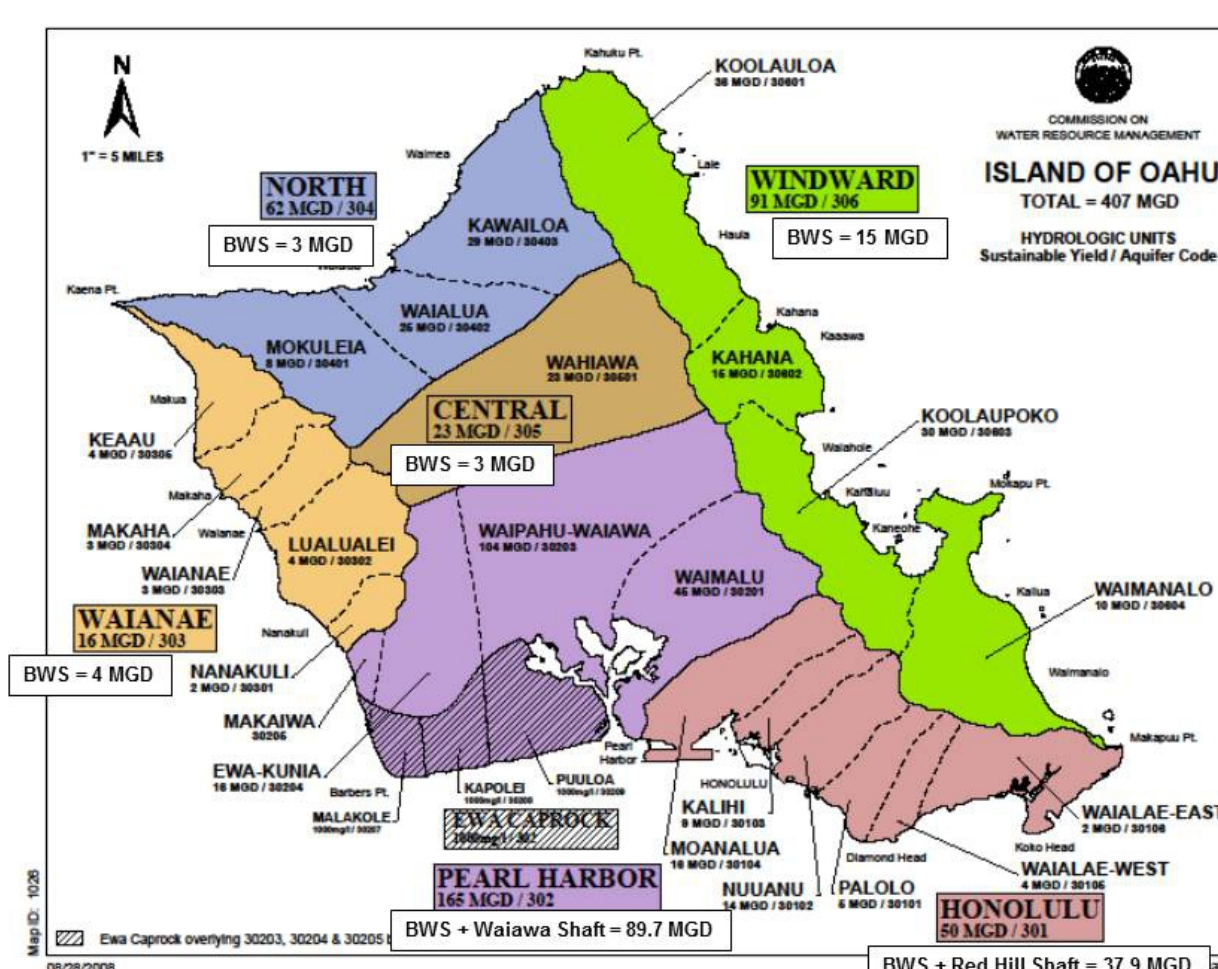 Kahuku Pt.
N
1" = 5 MILES
KOOLAULOA
36 MGD / 30601
COMMISSION ON
WATER RESOURCE MANAGEMENT
ISLAND OF OAHU
TOTAL = 407 MGD
HYDROLOGIC UNITS
Sustainable Yield / Aquifer Code
Waimea
Laie
NORTH
62 MGD / 304
BWS = 3 MGD
WINDWARD
91 MGD / 306
BWS = 15 MGD
KAWAILOA
29 MGD / 30403
Hauula
Kaena Pt.
WAIALUA
25 MGD / 30402
MOKULEIA
8 MGD / 30401
Kahana
Kaaawa
WAHIAWA
23 MGD / 30501
KAHANA
15 MGD / 30602
Makua
CENTRAL
23 MGD / 305
BWS = 3 MGD
KOOLAUPOKO
30 MGD / 30603
KEAAU
4 MGD / 30305
Waiahole
Makaha
Mokapu Pt.
MAKAHA
3 MGD / 30304
Waianae
Kaneohe
LUALUALEI
4 MGD / 30302
WAIPAHU-WAIAWA
104 MGD / 30203
WAIANAE
3 MGD / 30303
WAIMALU
45 MGD / 30201
Kailua
WAIMANALO
10 MGD / 30604
WAIANAE
16 MGD / 303
BWS = 4 MGD
Nanakuli
NANAKULI
2 MGD / 30301
Waimanalo
MAKAIWA
30205
Makapuu Pt.
EWA-KUNIA
16 MGD / 30204
Pearl
Harbor
Barbers Pt.
KAPOLEI
PUULOA
HONOLULU
MALAKOLE
EWA CAPROCK
KALIHI
9 MGD / 30103
WAIALAE-EAST
2 MGD / 30106
MOANALUA
16 MGD / 30104
Diamond Head
Koko Head
WAIALAE-WEST
4 MGD / 30105
PEARL HARBOR
165 MGD / 302
BWS + Waiawa Shaft = 89.7 MGD
NUUANU
14 MGD / 30102
PALOLO
5 MGD / 30101
HONOLULU
50 MGD / 301
BWS + Red Hill Shaft = 37.9 MGD
Ewa Caprock overlying 30203, 30204 & 30205
Map ID: 1026
08/28/2008